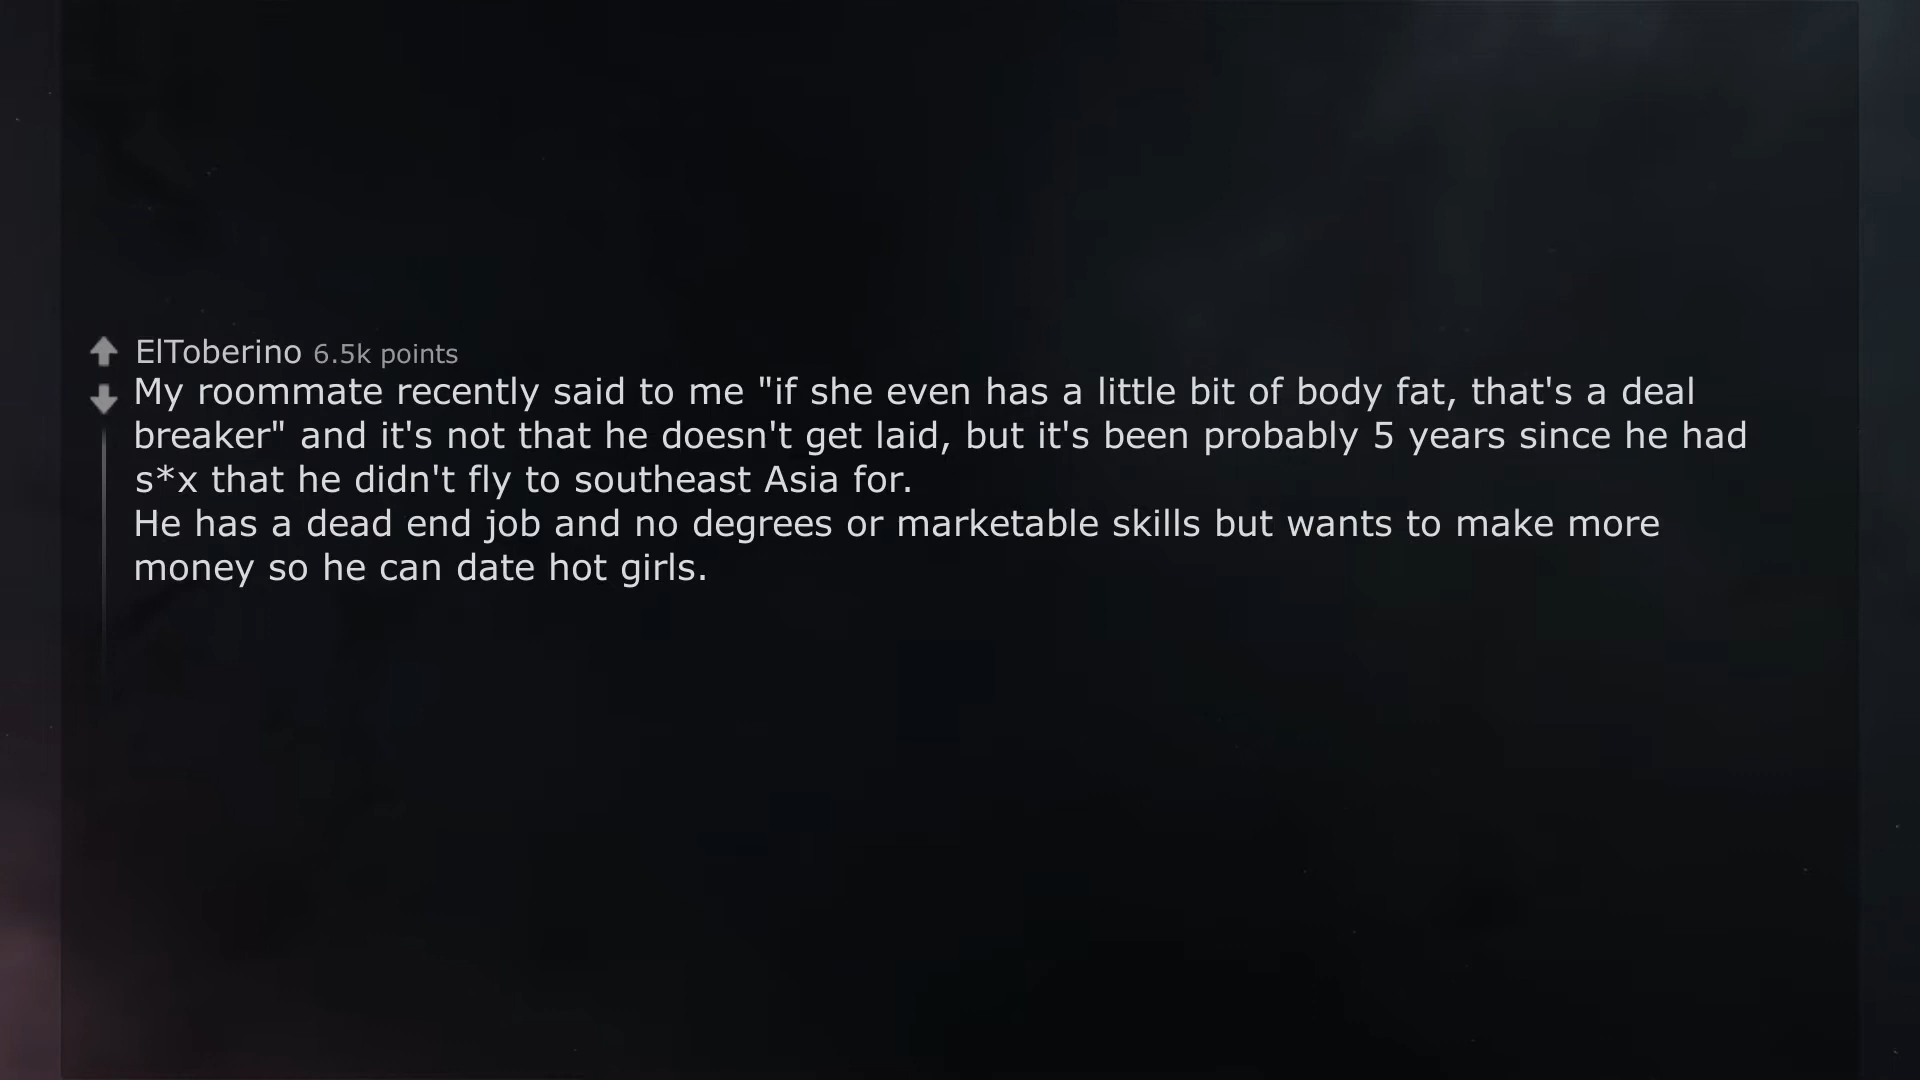 ElToberino 6.5k points
My roommate recently said to me "if she even has a little bit of body fat, that's a deal
breaker" and it's not that he doesn't get laid, but it's been probably 5 years since he had
s*x that he didn't fly to southeast Asia for.
He has a dead end job and no degrees or marketable skills but wants to make more
money so he can date hot girls.